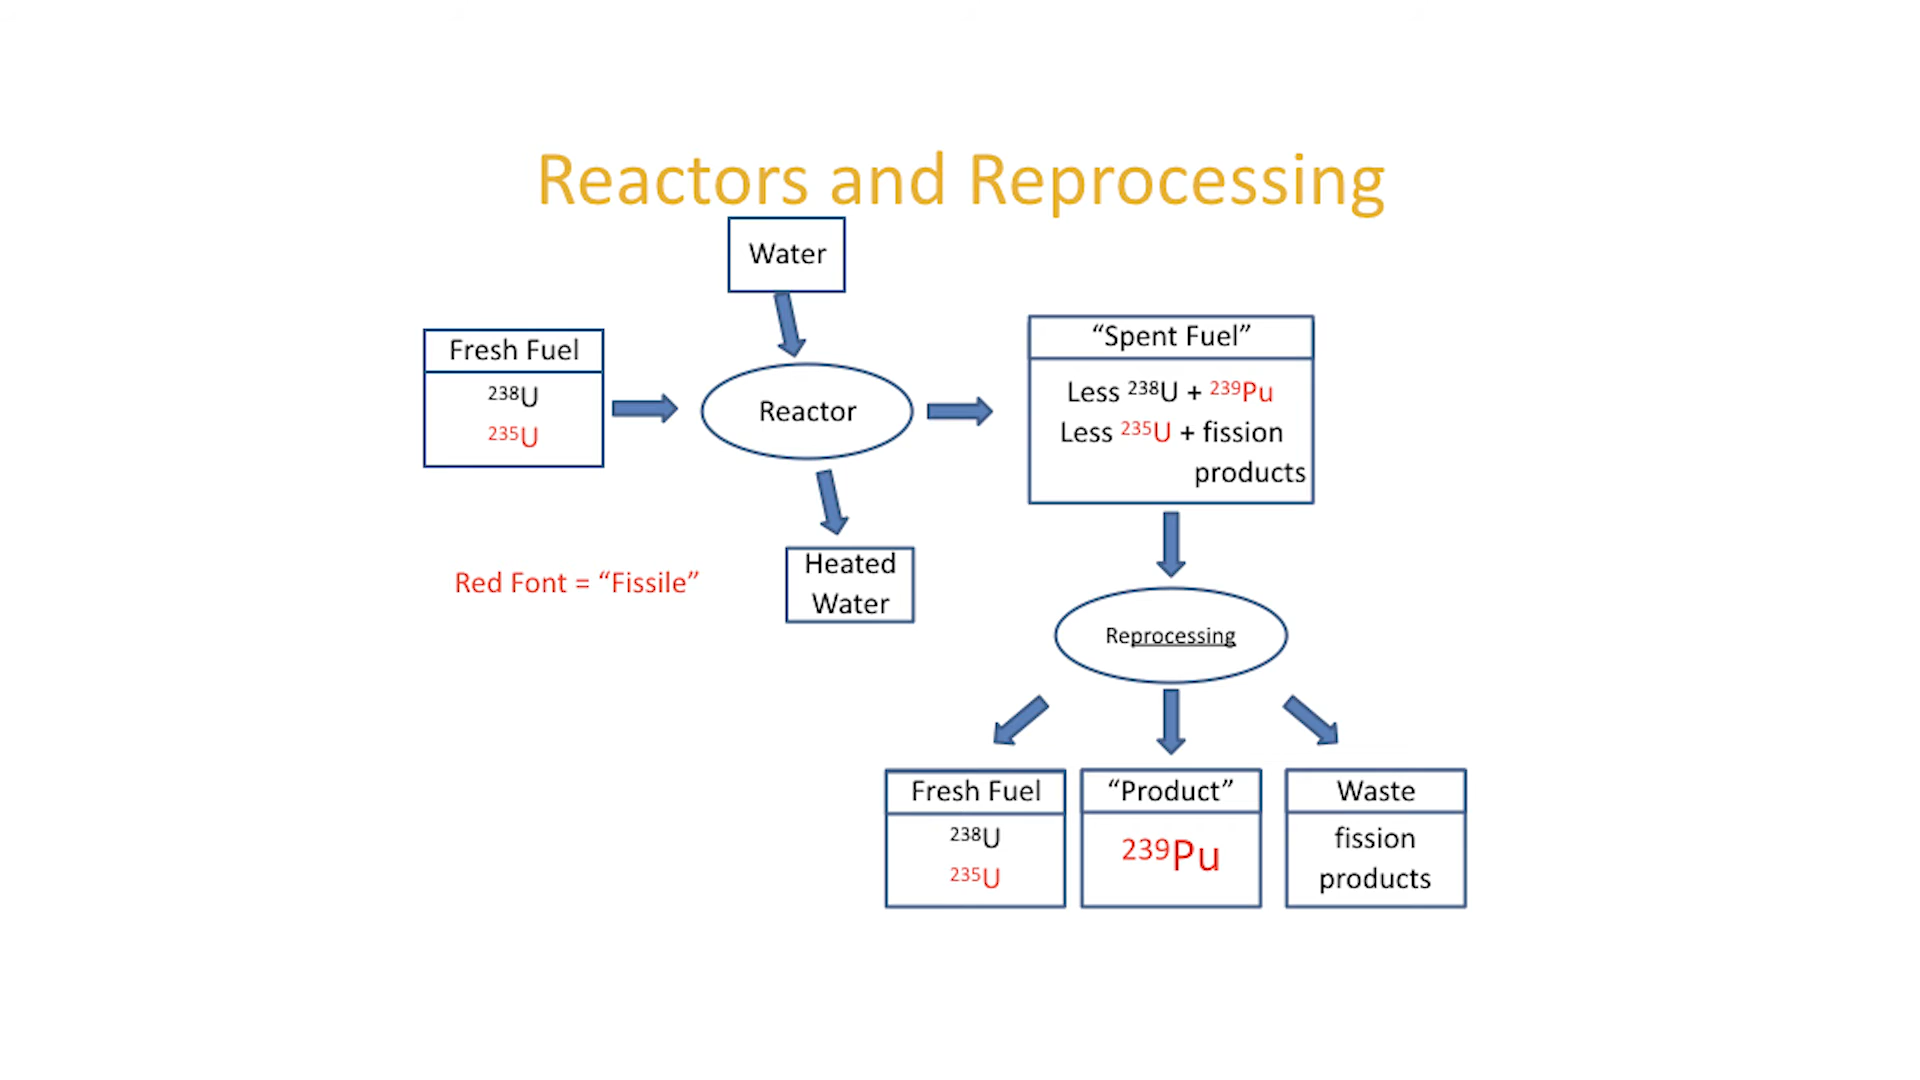 Reactors and Reprocessing
Water
Fresh Fuel
²³⁸U
²³⁵U
Reactor
“Spent Fuel”
Less ²³⁸U + ²³⁹Pu
Less ²³⁵U + fission
products
Red Font = “Fissile”
Heated
Water
Reprocessing
Fresh Fuel
²³⁸U
²³⁵U
“Product”
²³⁹Pu
Waste
fission
products